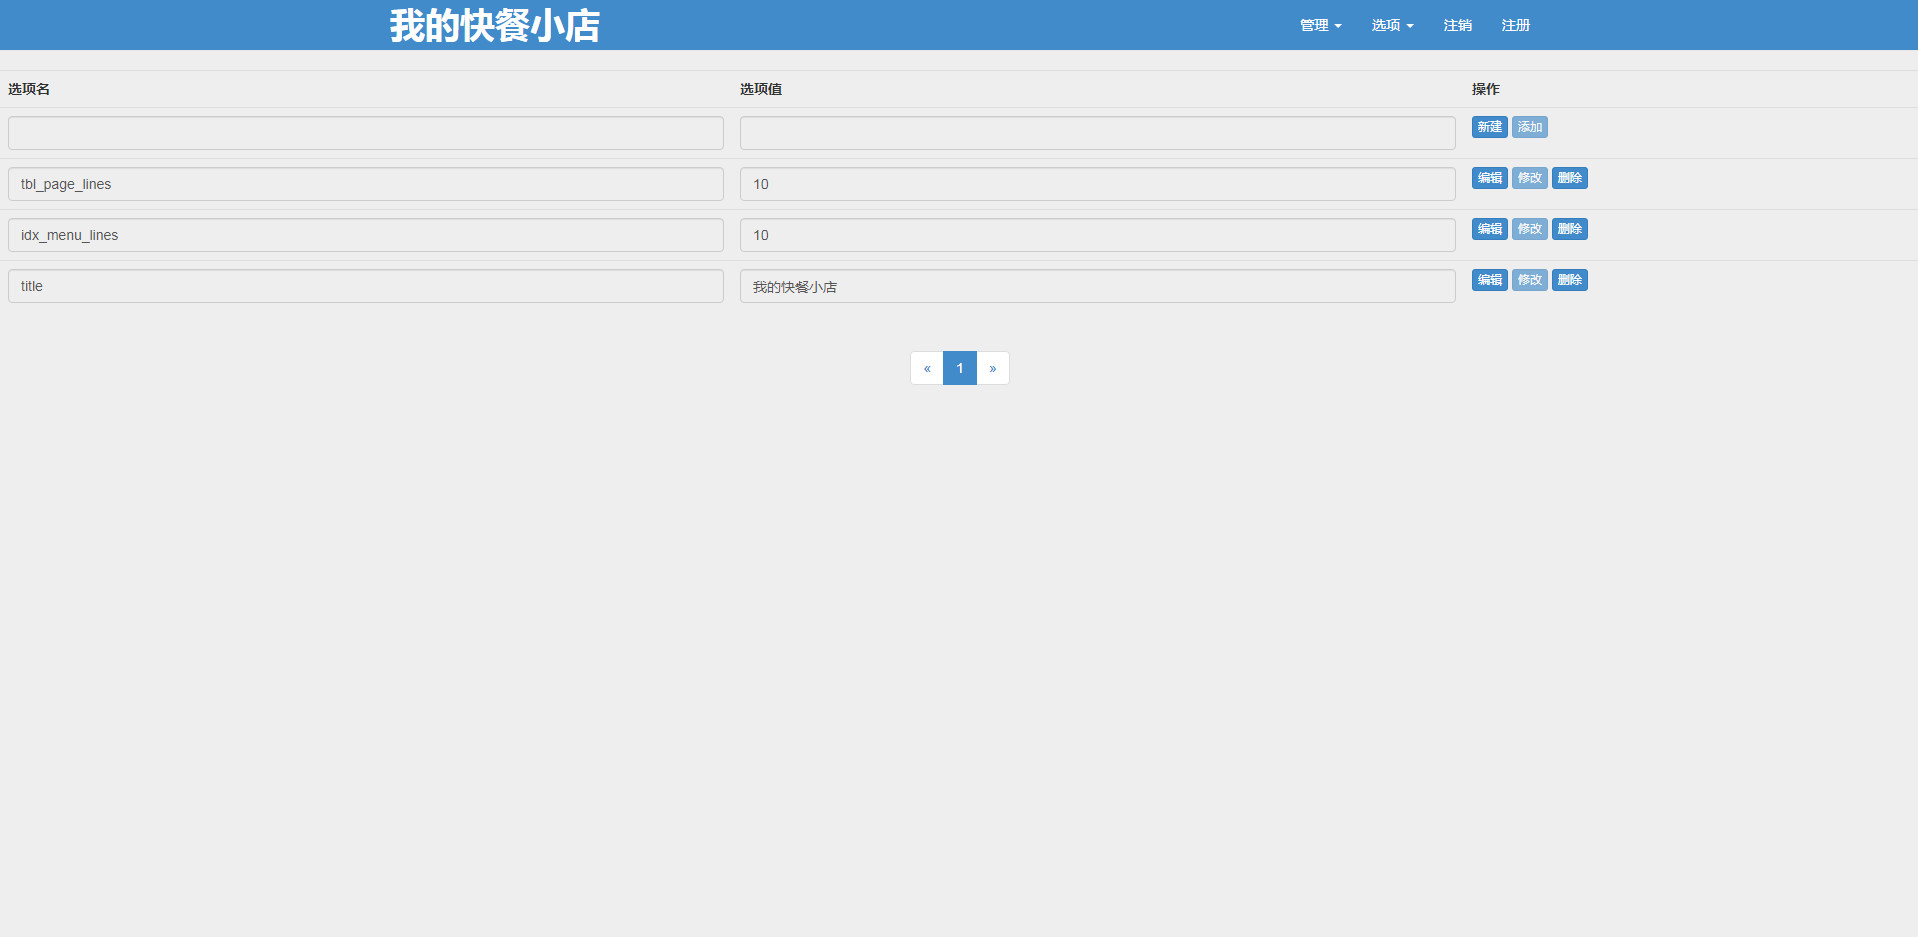 我的快餐小店 管理 选项 注销 注册
选项名 选项值 操作
新建 添加
tbl_page_lines 10 编辑 修改 删除
idx_menu_lines 10 编辑 修改 删除
title 我的快餐小店 编辑 修改 删除
« 1 »